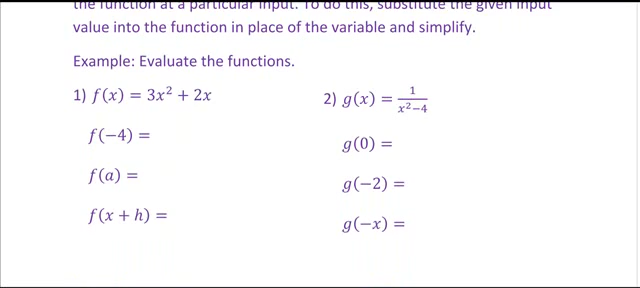 the function at a particular input. To do this, substitute the given input
value into the function in place of the variable and simplify.
Example: Evaluate the functions.
1) f(x) = 3x² + 2x
f(−4) =
f(a) =
f(x + h) =
2) g(x) = 1/(x²−4)
g(0) =
g(−2) =
g(−x) =